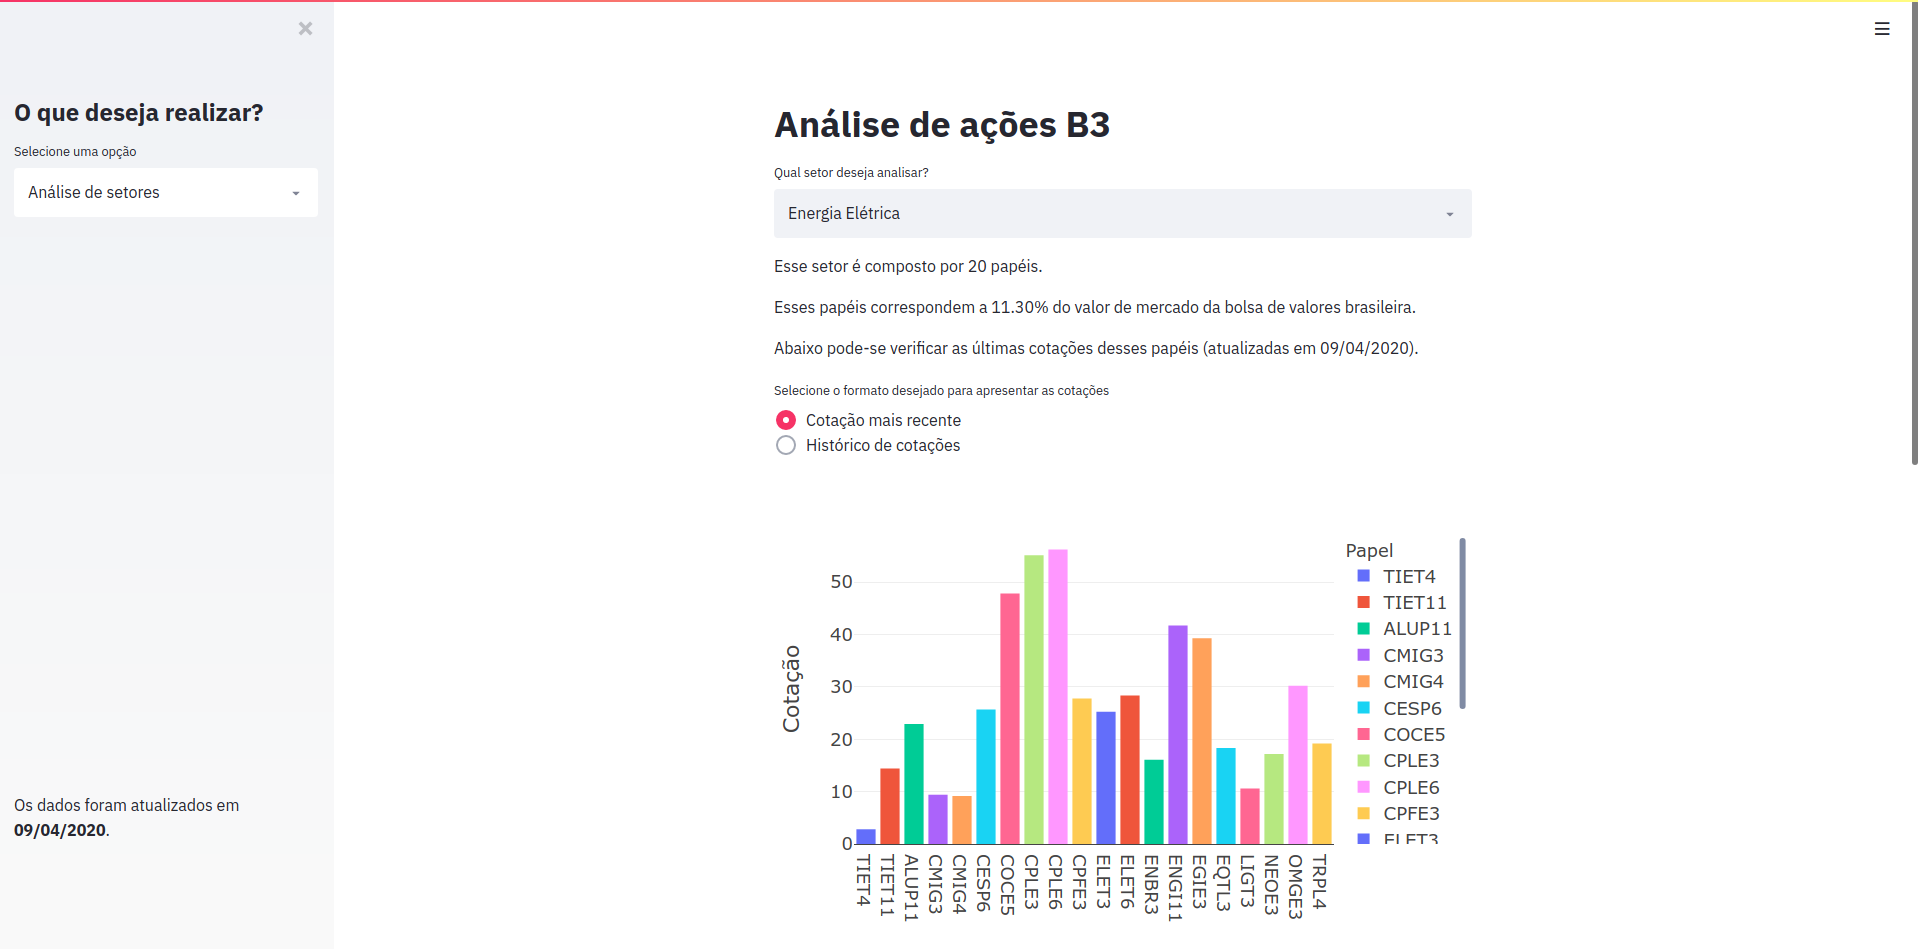 O que deseja realizar?
Selecione uma opção
Análise de setores
Os dados foram atualizados em
09/04/2020.
Análise de ações B3
Qual setor deseja analisar?
Energia Elétrica
Esse setor é composto por 20 papéis.
Esses papéis correspondem a 11.30% do valor de mercado da bolsa de valores brasileira.
Abaixo pode-se verificar as últimas cotações desses papéis (atualizadas em 09/04/2020).
Selecione o formato desejado para apresentar as cotações
Cotação mais recente
Histórico de cotações
Cotação
50
40
30
20
10
0
TIET4
TIET11
ALUP11
CMIG3
CMIG4
CESP6
COCE5
CPLE3
CPLE6
CPFE3
ELET3
ELET6
ENBR3
ENGI11
EGIE3
EQTL3
LIGT3
NEOE3
OMGE3
TRPL4
Papel
TIET4
TIET11
ALUP11
CMIG3
CMIG4
CESP6
COCE5
CPLE3
CPLE6
CPFE3
ELET3